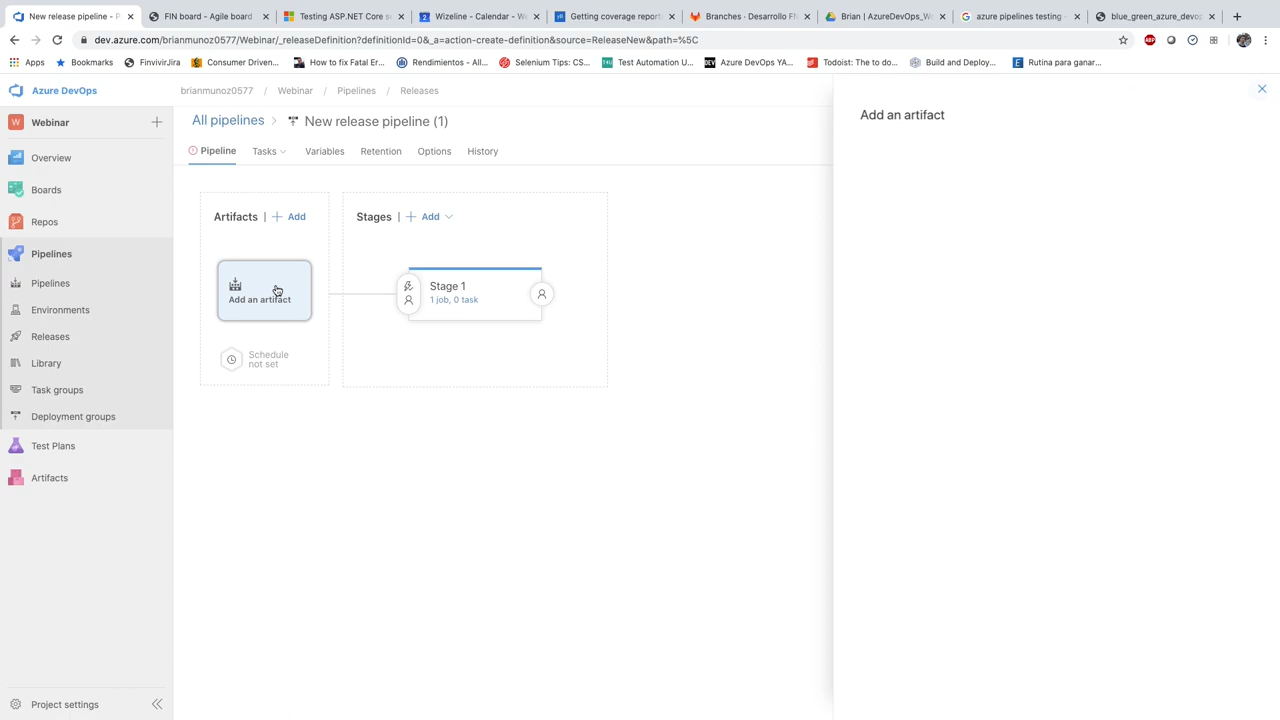 New release pipeline - P
FIN board - Agile board
Testing ASP.NET Core s
Wizeline - Calendar - We
Getting coverage report
Branches · Desarrollo FN
Brian | AzureDevOps_W
azure pipelines testing -
blue_green_azure_devop
dev.azure.com/brianmunoz0577/Webinar/_releaseDefinition?definitionId=0&_a=action-create-definition&source=ReleaseNew&path=%5C
Apps
Bookmarks
FinvivirJira
Consumer Driven...
How to fix Fatal Er...
Rendimientos - All...
Selenium Tips: CS...
Test Automation U...
Azure DevOps YA...
Todoist: The to do...
Build and Deploy...
Rutina para ganar...
Azure DevOps
brianmunoz0577 / Webinar / Pipelines / Releases
W Webinar
Overview
Boards
Repos
Pipelines
Pipelines
Environments
Releases
Library
Task groups
Deployment groups
Test Plans
Artifacts
Project settings
All pipelines > New release pipeline (1)
Pipeline Tasks Variables Retention Options History
Artifacts | + Add
Add an artifact
Schedule
not set
Stages | + Add
Stage 1
1 job, 0 task
Add an artifact